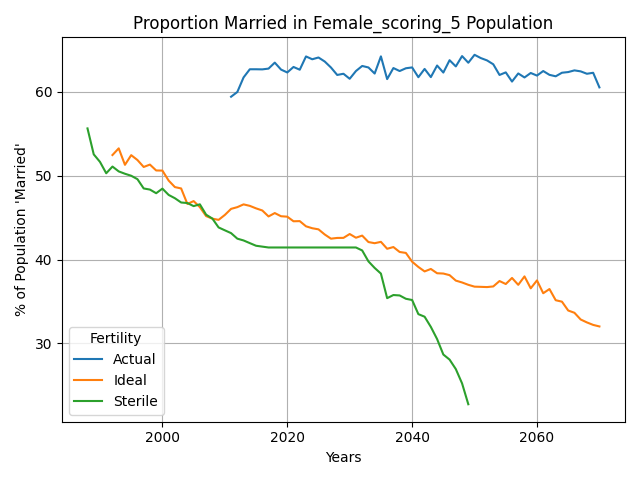 Proportion Married in Female_scoring_5 Population
% of Population 'Married'
60
50
40
30
Fertility
Actual
Ideal
Sterile
2000
2020
2040
2060
Years